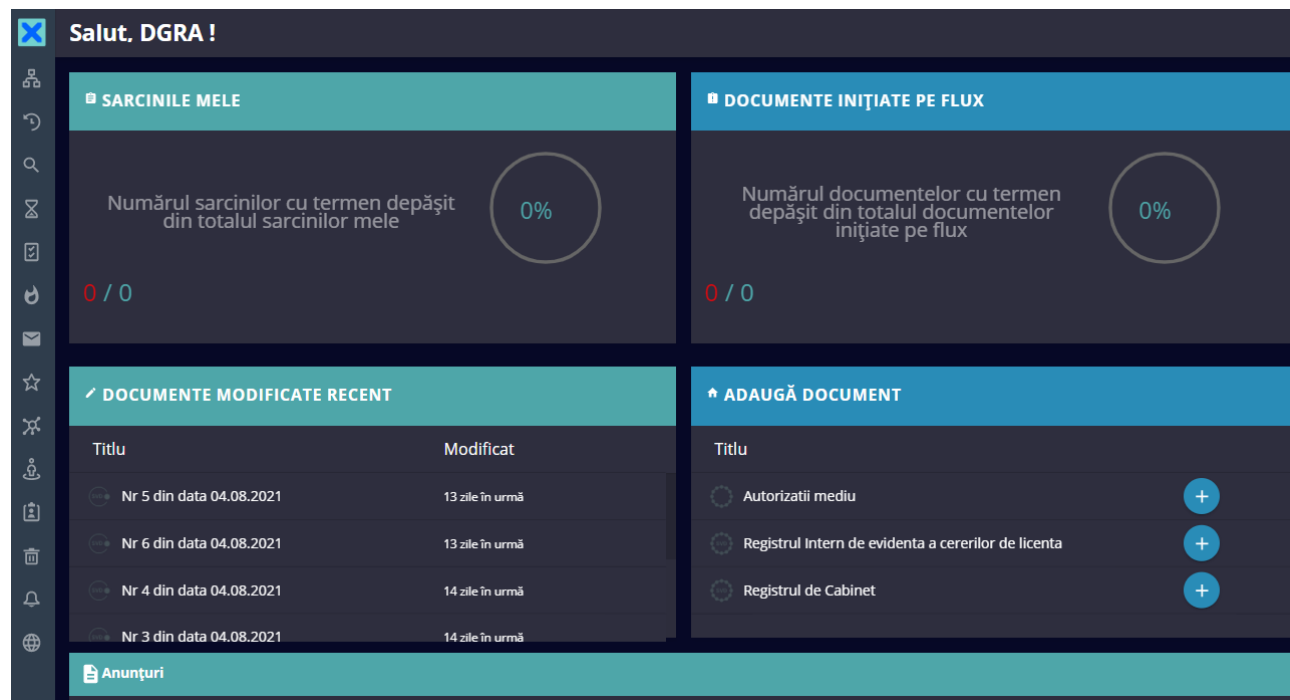 Salut, DGRA !
SARCINILE MELE
Numărul sarcinilor cu termen depăşit
din totalul sarcinilor mele
0%
0 / 0
DOCUMENTE INIŢIATE PE FLUX
Numărul documentelor cu termen
depăşit din totalul documentelor
iniţiate pe flux
0%
0 / 0
DOCUMENTE MODIFICATE RECENT
Titlu Modificat
Nr 5 din data 04.08.2021 13 zile în urmă
Nr 6 din data 04.08.2021 13 zile în urmă
Nr 4 din data 04.08.2021 14 zile în urmă
Nr 3 din data 04.08.2021 14 zile în urmă
ADAUGĂ DOCUMENT
Titlu
Autorizatii mediu
Registrul Intern de evidenta a cererilor de licenta
Registrul de Cabinet
Anunţuri